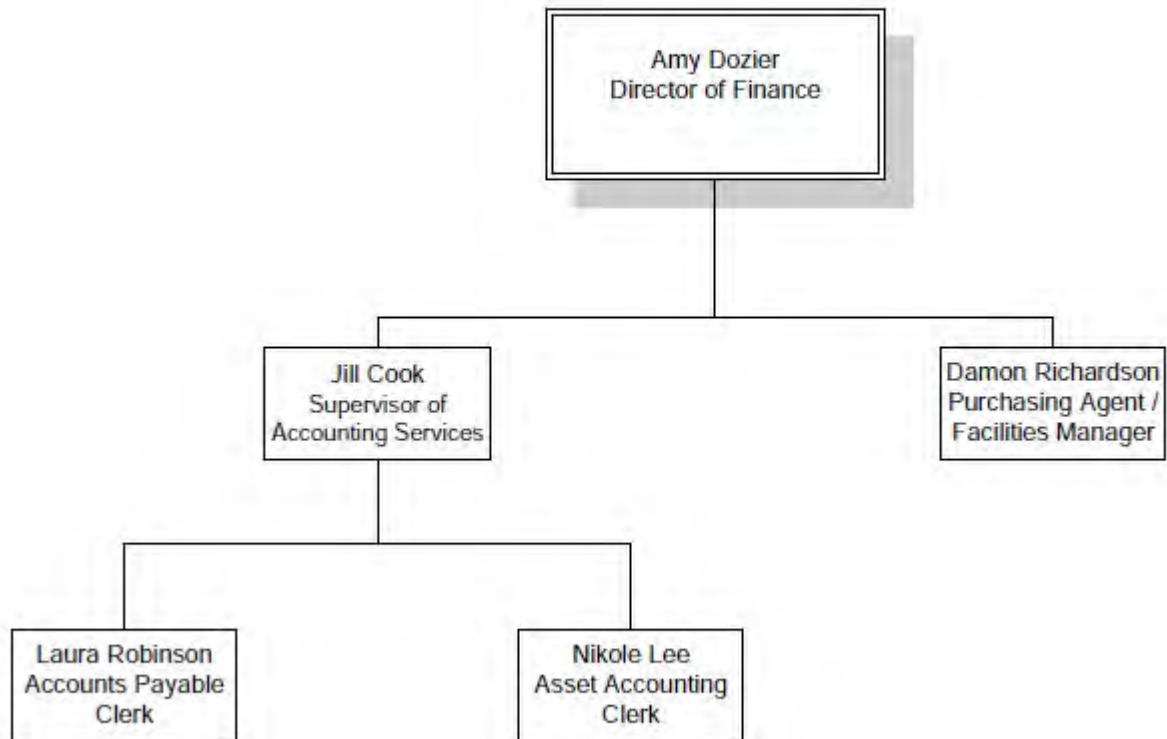 Amy Dozier
Director of Finance
Jill Cook
Supervisor of
Accounting Services
Damon Richardson
Purchasing Agent /
Facilities Manager
Laura Robinson
Accounts Payable
Clerk
Nikole Lee
Asset Accounting
Clerk